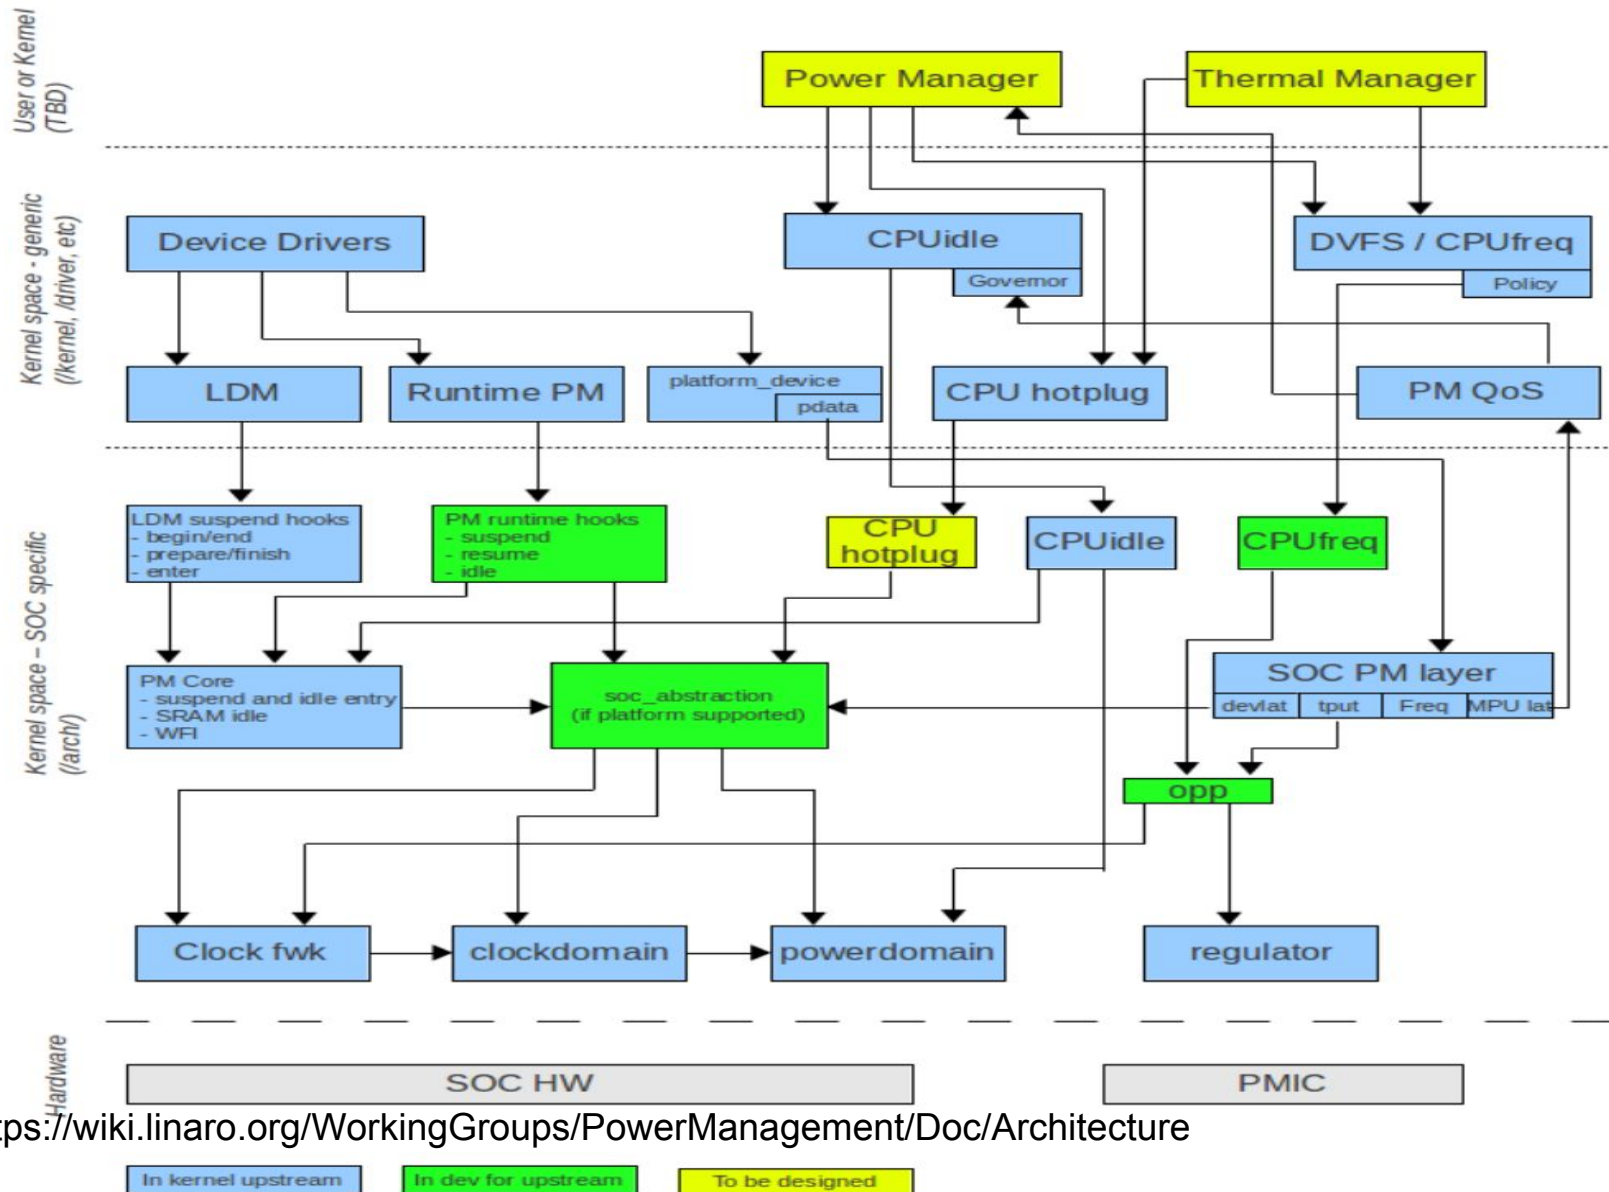 User or Kernel
(TBD)
Power Manager
Thermal Manager
Kernel space - generic
(/kernel, /driver, etc)
Device Drivers
CPUidle
Governor
DVFS / CPUfreq
Policy
LDM
Runtime PM
platform_device
pdata
CPU hotplug
PM QoS
Kernel space – SOC specific
(/arch/)
LDM suspend hooks
- begin/end
- prepare/finish
- enter
PM runtime hooks
- suspend
- resume
- idle
CPU
hotplug
CPUidle
CPUfreq
PM Core
- suspend and idle entry
- SRAM idle
- WFI
soc_abstraction
(if platform supported)
SOC PM layer
devlat
tput
Freq
MPU lat
opp
Clock fwk
clockdomain
powerdomain
regulator
Hardware
SOC HW
PMIC
tps://wiki.linaro.org/WorkingGroups/PowerManagement/Doc/Architecture
In kernel upstream
In dev for upstream
To be designed